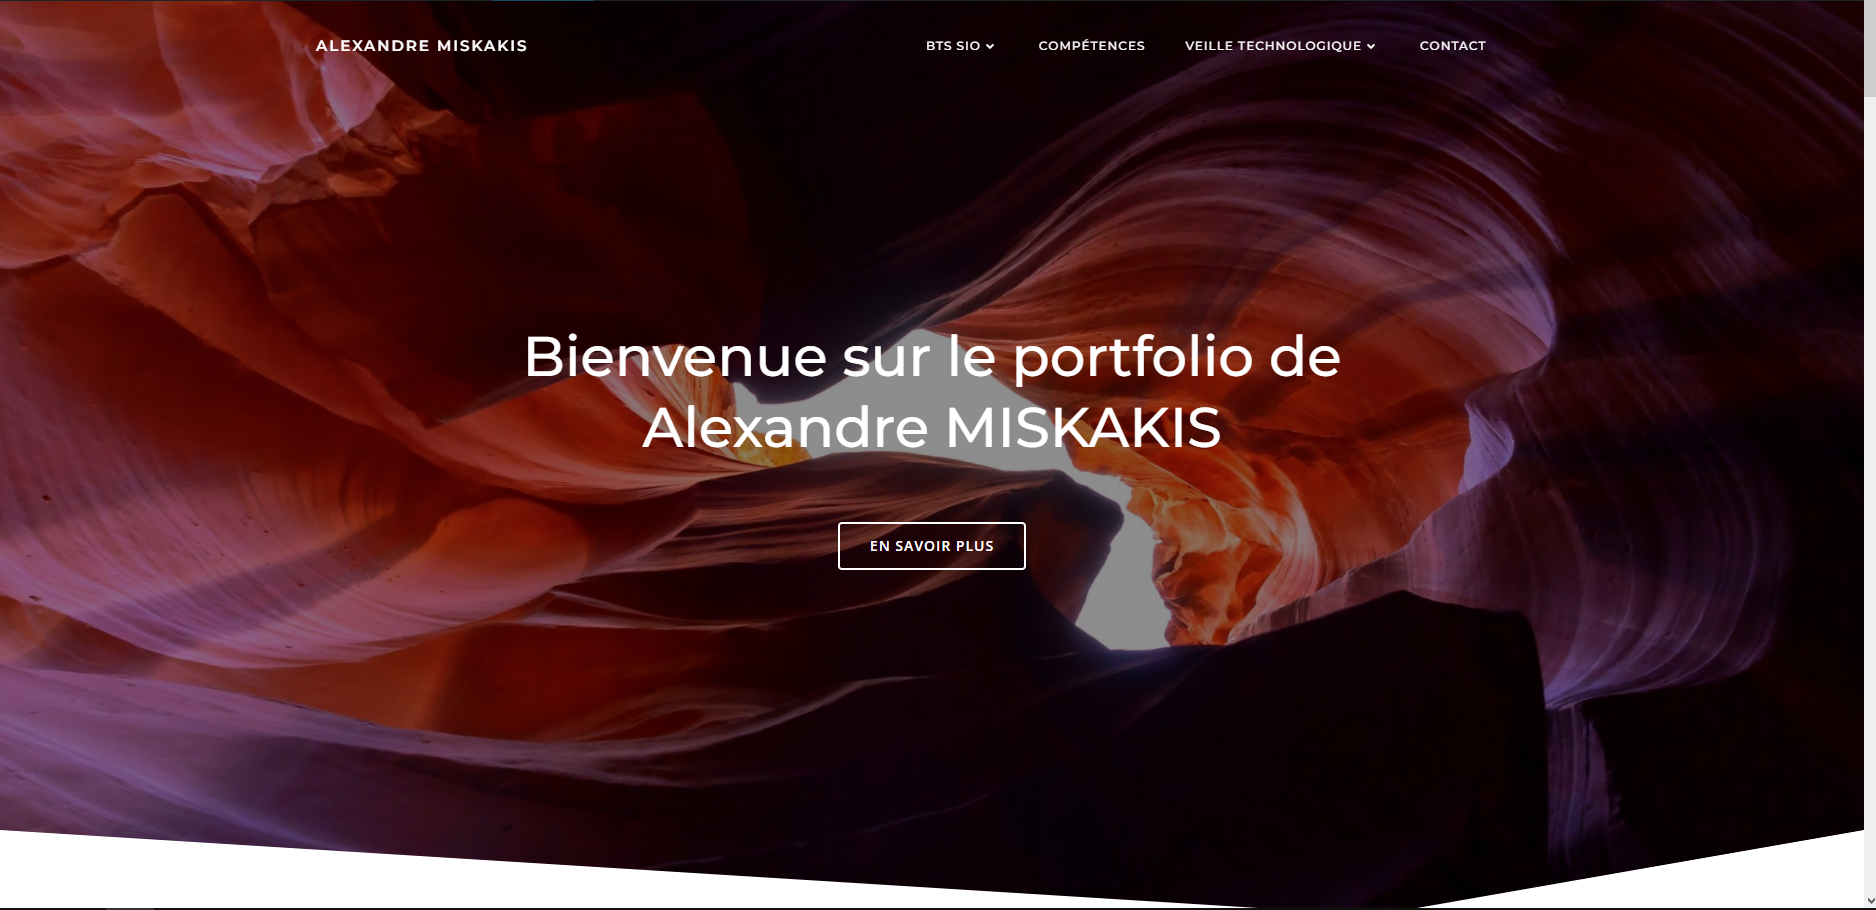 ALEXANDRE MISKAKIS
BTS SIO
COMPÉTENCES
VEILLE TECHNOLOGIQUE
CONTACT
Bienvenue sur le portfolio de
Alexandre MISKAKIS
EN SAVOIR PLUS